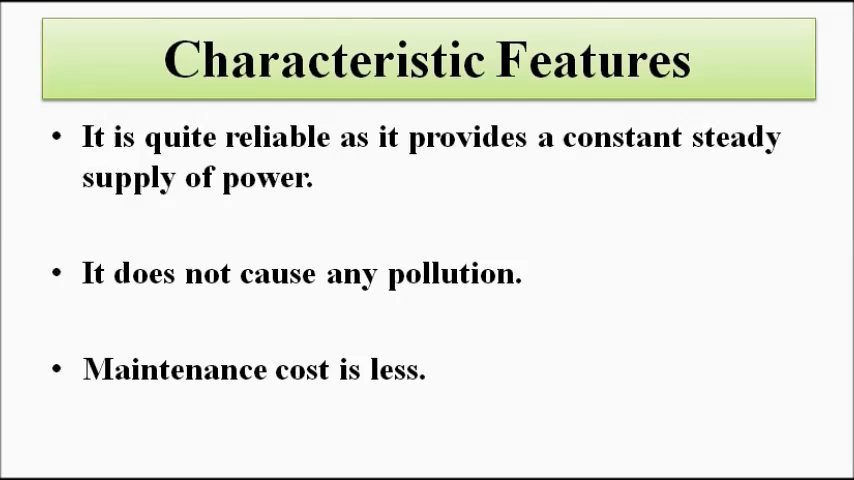 Characteristic Features
• It is quite reliable as it provides a constant steady
supply of power.
• It does not cause any pollution.
• Maintenance cost is less.